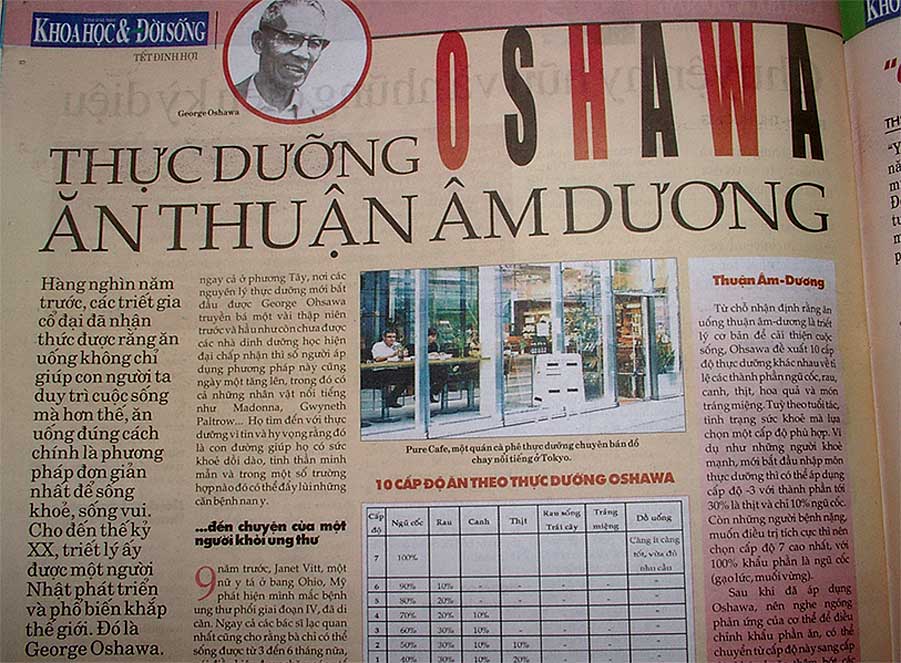 KHOA HỌC & ĐỜI SỐNG
TẾT ĐINH HỢI
George Oshawa
OSHAWA
THỰC DƯỠNG
ĂN THUẬN ÂM DƯƠNG
Hàng nghìn năm
trước, các triết gia
cổ đại đã nhận
thức được rằng ăn
uống không chỉ
giúp con người ta
duy trì cuộc sống
mà hơn thế, ăn
uống đúng cách
chính là phương
pháp đơn giản
nhất để sống
khoẻ, sống vui.
Cho đến thế kỷ
XX, triết lý ấy
được một người
Nhật phát triển
và phổ biến khắp
thế giới. Đó là
George Oshawa.
ngay cả ở phương Tây, nơi các
nguyên lý thực dưỡng mới bắt
đầu được George Ohsawa
truyền bá một vài thập niên
trước và hầu như còn chưa được
các nhà dinh dưỡng học hiện
đại chấp nhận thì số người áp
dụng phương pháp này cũng
ngày một tăng lên, trong đó có
cả những nhân vật nổi tiếng
như Madonna, Gwyneth
Paltrow... Họ tìm đến với thực
dưỡng vì tin và hy vọng rằng đó
là con đường giúp họ có sức
khoẻ dồi dào, tinh thần minh
mẫn và trong một số trường
hợp nào đó có thể đẩy lùi những
căn bệnh nan y.
...đến chuyện của một
người khỏi ung thư
9 năm trước, Janet Vitt, một
nữ y tá ở bang Ohio, Mỹ
phát hiện mình mắc bệnh
ung thư phổi giai đoạn IV, đã di
căn. Ngay cả các bác sĩ lạc quan
nhất cũng cho rằng bà chỉ có thể
sống được từ 3 đến 6 tháng nữa,
Pure Cafe, một quán cà phê thực dưỡng chuyên bán đồ
chay nổi tiếng ở Tokyo.
10 CẤP ĐỘ ĂN THEO THỰC DƯỠNG OSHAWA
Cấp độ Ngũ cốc Rau Canh Thịt Rau sống Trái cây Tráng miệng Đồ uống
7 100% Càng ít càng tốt, vừa đủ nhu cầu
6 90% 10% - - - - -
5 80% 20% - - - - -
4 70% 20% 10% - - - -
3 60% 30% 10% - - - -
2 50% 30% 10% 10% - - -
1 40% 30% 10% 20% - - -
Thuận Âm-Dương
Từ chỗ nhận định rằng ăn
uống thuận âm-dương là triết
lý cơ bản để cải thiện cuộc
sống, Ohsawa đề xuất 10 cấp
độ thực dưỡng khác nhau về tỉ
lệ các thành phần ngũ cốc, rau,
canh, thịt, hoa quả và món
tráng miệng. Tuỳ theo tuổi tác,
tình trạng sức khoẻ mà lựa
chọn một cấp độ phù hợp. Ví
dụ như những người khoẻ
mạnh, mới bắt đầu nhập môn
thực dưỡng thì có thể áp dụng
cấp độ -3 với thành phần tới
30% là thịt và chỉ 10% ngũ cốc.
Còn những người bệnh nặng,
muốn điều trị tích cực thì nên
chọn cấp độ 7 cao nhất, với
100% khẩu phần là ngũ cốc
(gạo lức, muối vừng).
Sau khi đã áp dụng
Oshawa, nên nghe ngóng
phản ứng của cơ thể để điều
chỉnh khẩu phần ăn, có thể
chuyển từ cấp độ này sang cấp